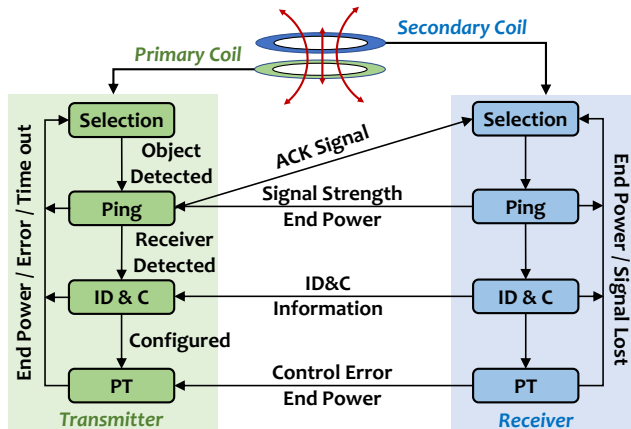 Secondary Coil
Primary Coil
Selection
Selection
ACK Signal
Object
Detected
Signal Strength
End Power
Ping
Ping
Receiver
Detected
ID&C
Information
ID & C
ID & C
Configured
Control Error
End Power
PT
PT
End Power / Error / Time out
End Power / Signal Lost
Transmitter
Receiver